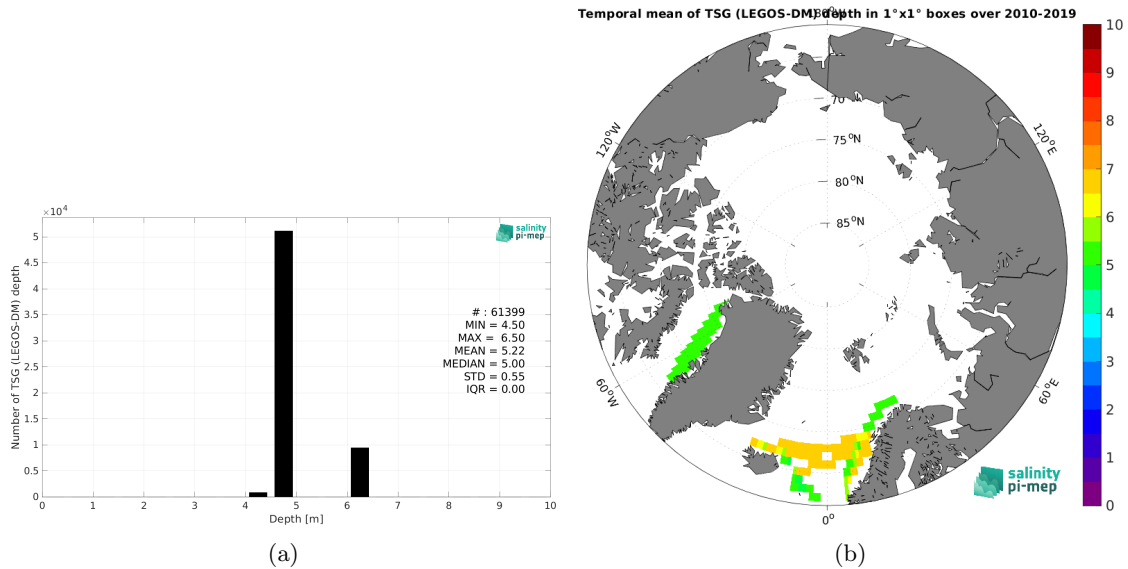 Temporal mean of TSG (LEGOS-DM) depth in 1°x1° boxes over 2010-2019
180°W
×10⁴
5
4.5
4
3.5
3
2.5
2
1.5
1
0.5
0
Number of TSG (LEGOS-DM) depth
salinity
pi-mep
# : 61399
MIN = 4.50
MAX = 6.50
MEAN = 5.22
MEDIAN = 5.00
STD = 0.55
IQR = 0.00
0 1 2 3 4 5 6 7 8 9 10
Depth [m]
(a)
120°W
60°W
0°
60°E
120°E
70
75°N
80°N
85°N
10
9
8
7
6
5
4
3
2
1
0
salinity
pi-mep
(b)